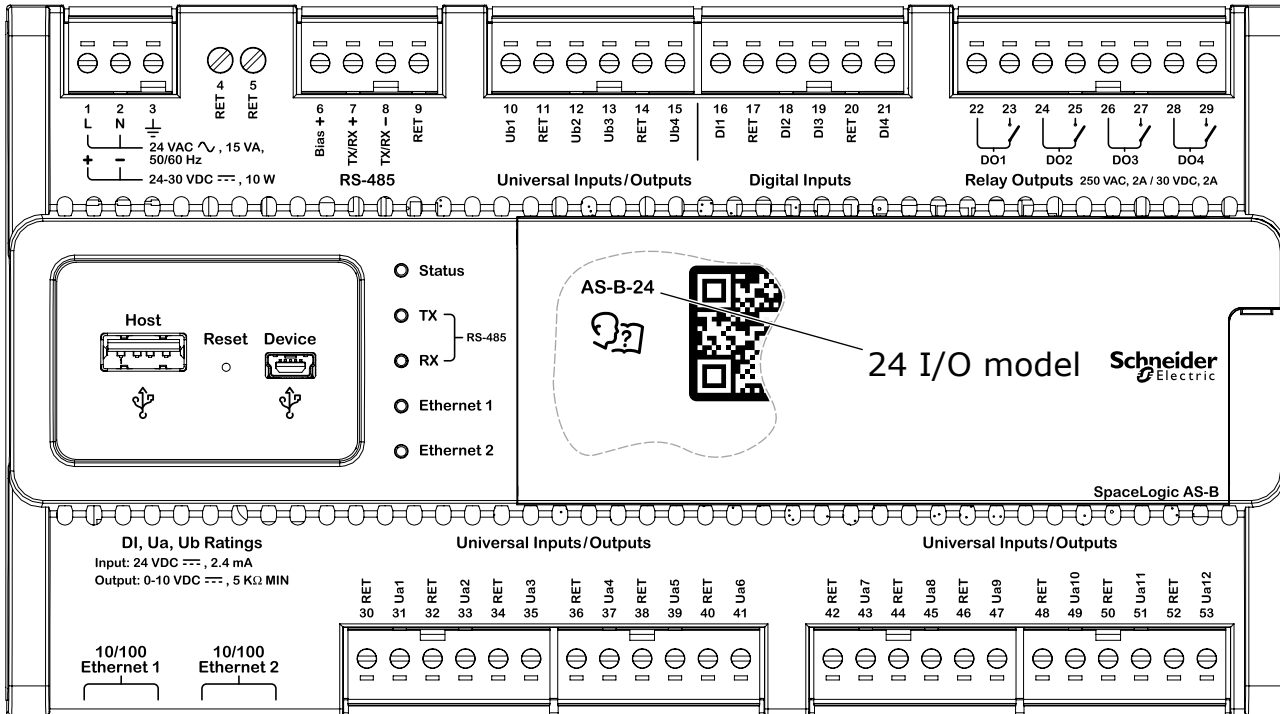 1 2 3 4 5 6 7 8 9 10 11 12 13 14 15 16 17 18 19 20 21 22 23 24 25 26 27 28 29
L N RET RET Bias + TX/RX + TX/RX - RET Ub1 RET Ub2 Ub3 RET Ub4 DI1 RET DI2 DI3 RET DI4
+ -
24 VAC, 15 VA,
50/60 Hz
24-30 VDC, 10 W
DO1 DO2 DO3 DO4
RS-485 Universal Inputs/Outputs Digital Inputs Relay Outputs 250 VAC, 2A / 30 VDC, 2A
Host
Reset Device
Status
TX
RS-485
RX
Ethernet 1
Ethernet 2
AS-B-24
?
24 I/O model
Schneider
Electric
SpaceLogic AS-B
DI, Ua, Ub Ratings Universal Inputs/Outputs Universal Inputs/Outputs
Input: 24 VDC, 2.4 mA
Output: 0-10 VDC, 5 KΩ MIN
RET Ua1 RET Ua2 RET Ua3 RET Ua4 RET Ua5 RET Ua6 RET Ua7 RET Ua8 RET Ua9 RET Ua10 RET Ua11 RET Ua12
30 31 32 33 34 35 36 37 38 39 40 41 42 43 44 45 46 47 48 49 50 51 52 53
10/100
Ethernet 1
10/100
Ethernet 2